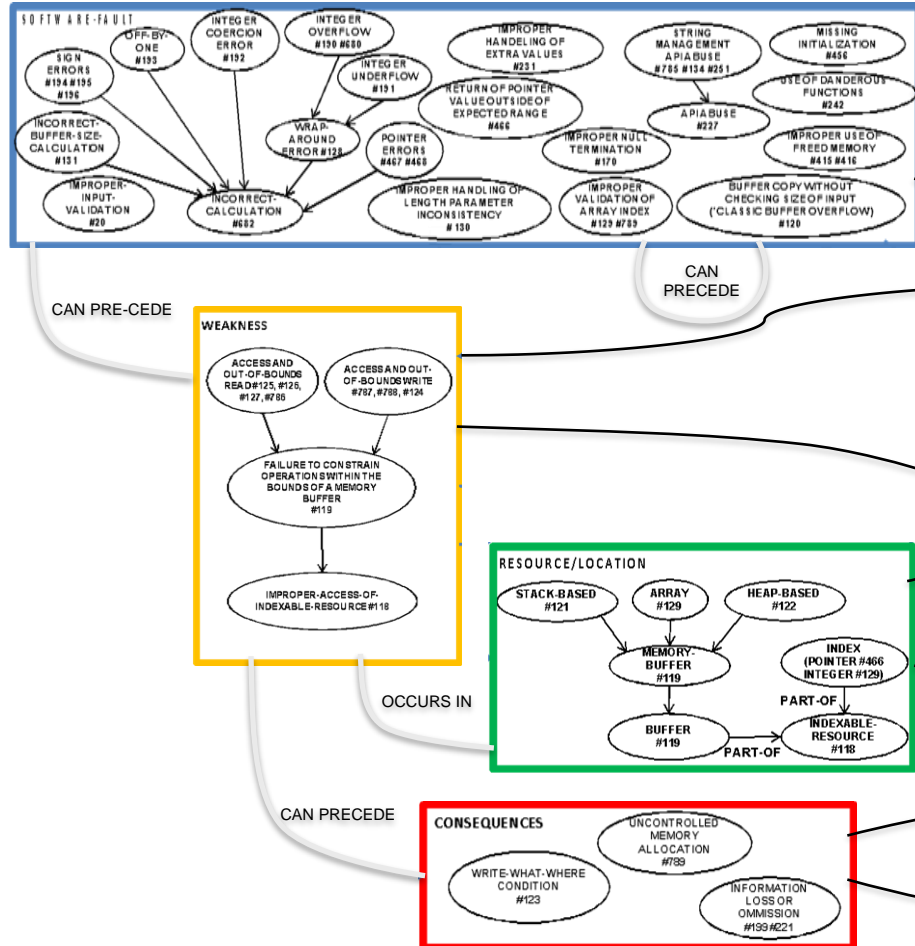 SOFTWARE-FAULT
SIGN
ERRORS
#194 #195
#196
OFF-BY-
ONE
#193
INTEGER
COERCION
ERROR
#192
INTEGER
OVERFLOW
#190 #680
INTEGER
UNDERFLOW
#191
IMPROPER
HANDELING OF
EXTRA VALUES
#231
STRING
MANAGEMENT
API ABUSE
#785 #134 #251
MISSING
INITIALIZATION
#456
USE OF DANDEROUS
FUNCTIONS
#242
RETURN OF POINTER
VALUE OUTSIDE OF
EXPECTED RANGE
#466
API ABUSE
#227
INCORRECT-
BUFFER-SIZE-
CALCULATION
#131
WRAP-
AROUND
ERROR #128
POINTER
ERRORS
#467 #468
IMPROPER NULL
TERMINATION
#170
IMPROPER USE OF
FREED MEMORY
#415 #416
IMPROPER-
INPUT-
VALIDATION
#20
INCORRECT-
CALCULATION
#682
IMPROPER HANDLING OF
LENGTH PARAMETER
INCONSISTENCY
#130
IMPROPER
VALIDATION OF
ARRAY INDEX
#129 #789
BUFFER COPY WITHOUT
CHECKING SIZE OF INPUT
('CLASSIC BUFFER OVERFLOW)
#120
CAN PRE-CEDE
CAN
PRECEDE
WEAKNESS
ACCESS AND
OUT-OF-BOUNDS
READ #125, #126,
#127, #786
ACCESS AND OUT-
OF-BOUNDS WRITE
#787, #788, #124
FAILURE TO CONSTRAIN
OPERATIONS WITHIN THE
BOUNDS OF A MEMORY
BUFFER
#119
IMPROPER-ACCESS-OF-
INDEXABLE-RESOURCE #118
OCCURS IN
CAN PRECEDE
RESOURCE/LOCATION
STACK-BASED
#121
ARRAY
#129
HEAP-BASED
#122
MEMORY-
BUFFER
#119
INDEX
(POINTER #466
INTEGER #129)
PART-OF
BUFFER
#119
PART-OF
INDEXABLE-
RESOURCE
#118
CONSEQUENCES
UNCONTROLLED
MEMORY
ALLOCATION
#789
WRITE-WHAT-WHERE
CONDITION
#123
INFORMATION
LOSS OR
OMMISSION
#199 #221